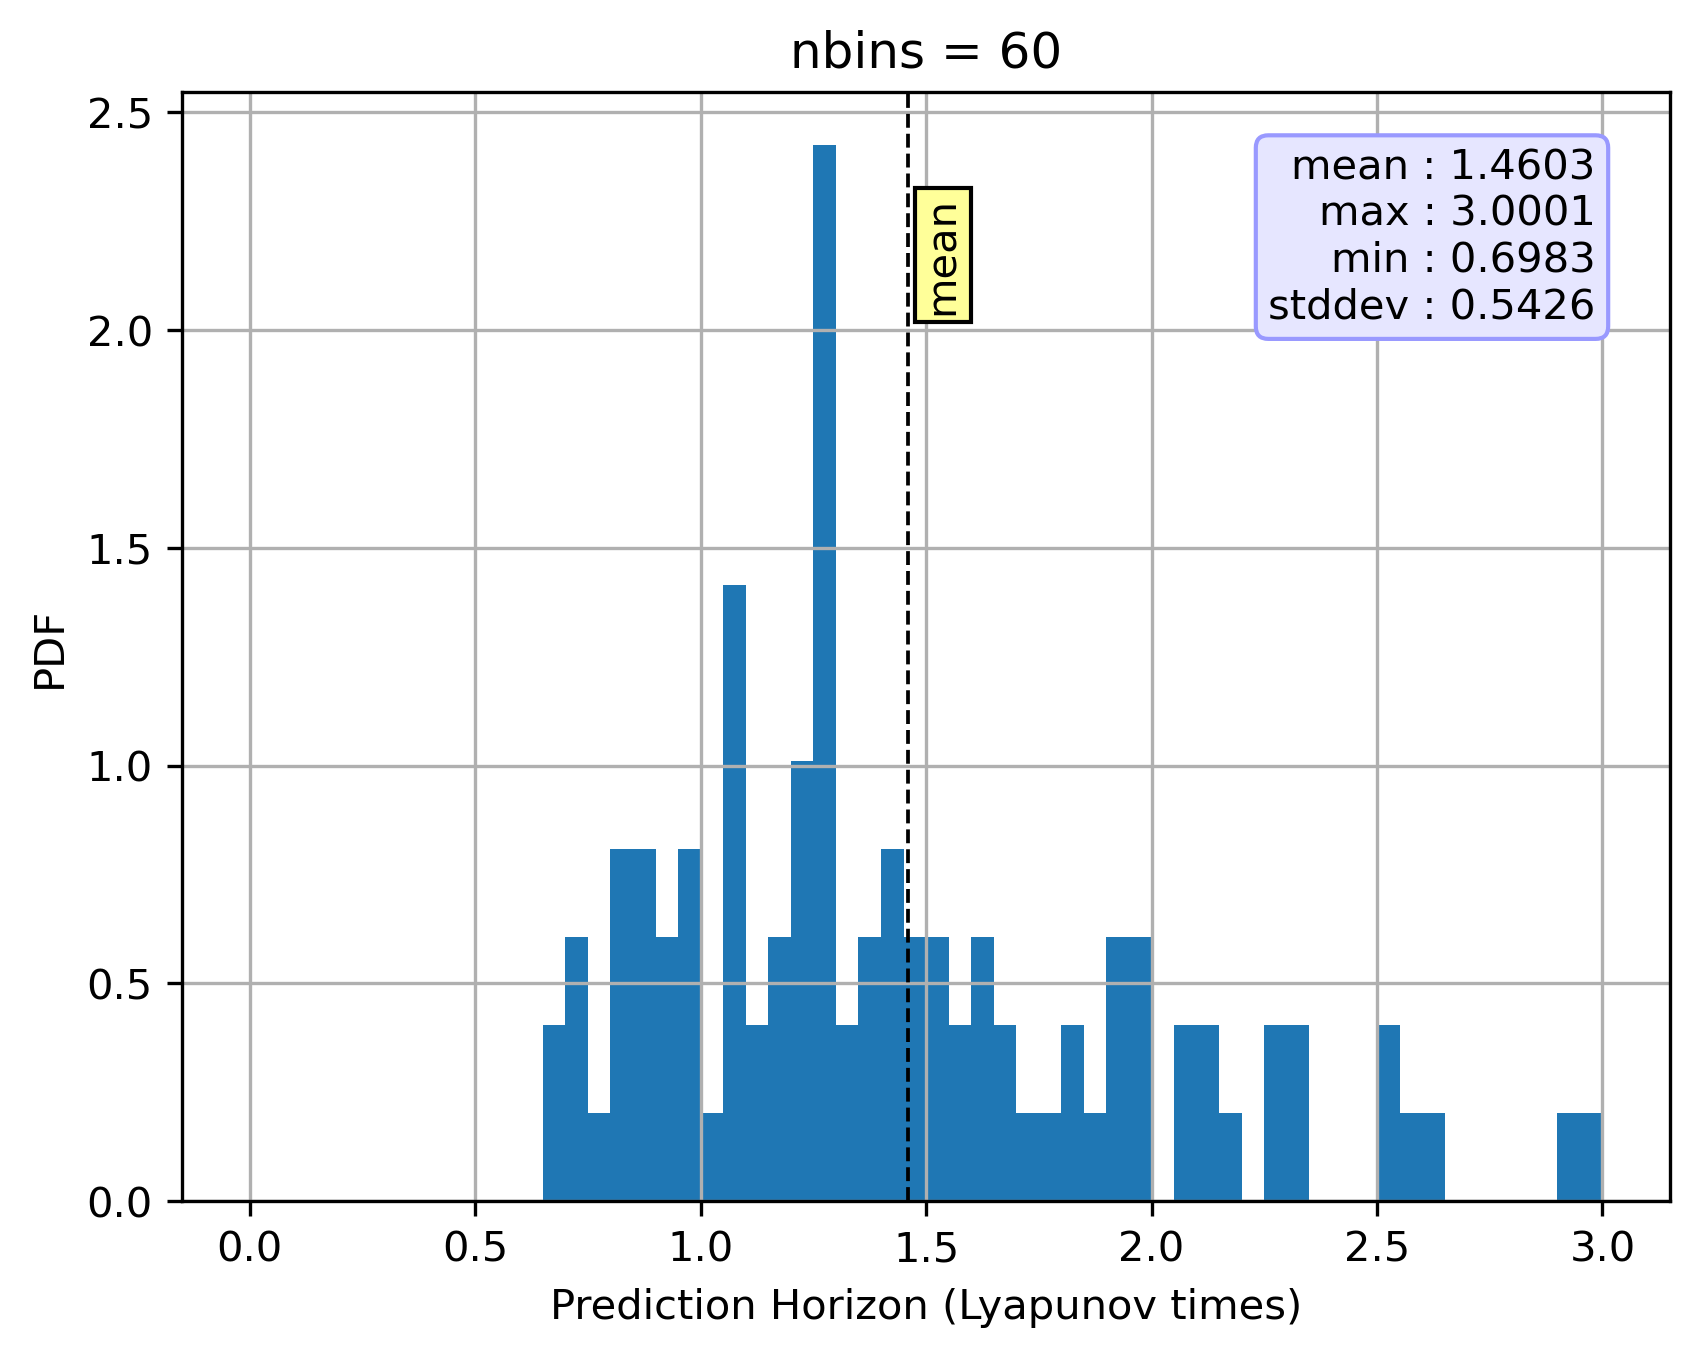 nbins = 60
2.5
2.0
1.5
1.0
0.5
0.0
PDF
mean
mean : 1.4603
max : 3.0001
min : 0.6983
stddev : 0.5426
0.0 0.5 1.0 1.5 2.0 2.5 3.0
Prediction Horizon (Lyapunov times)